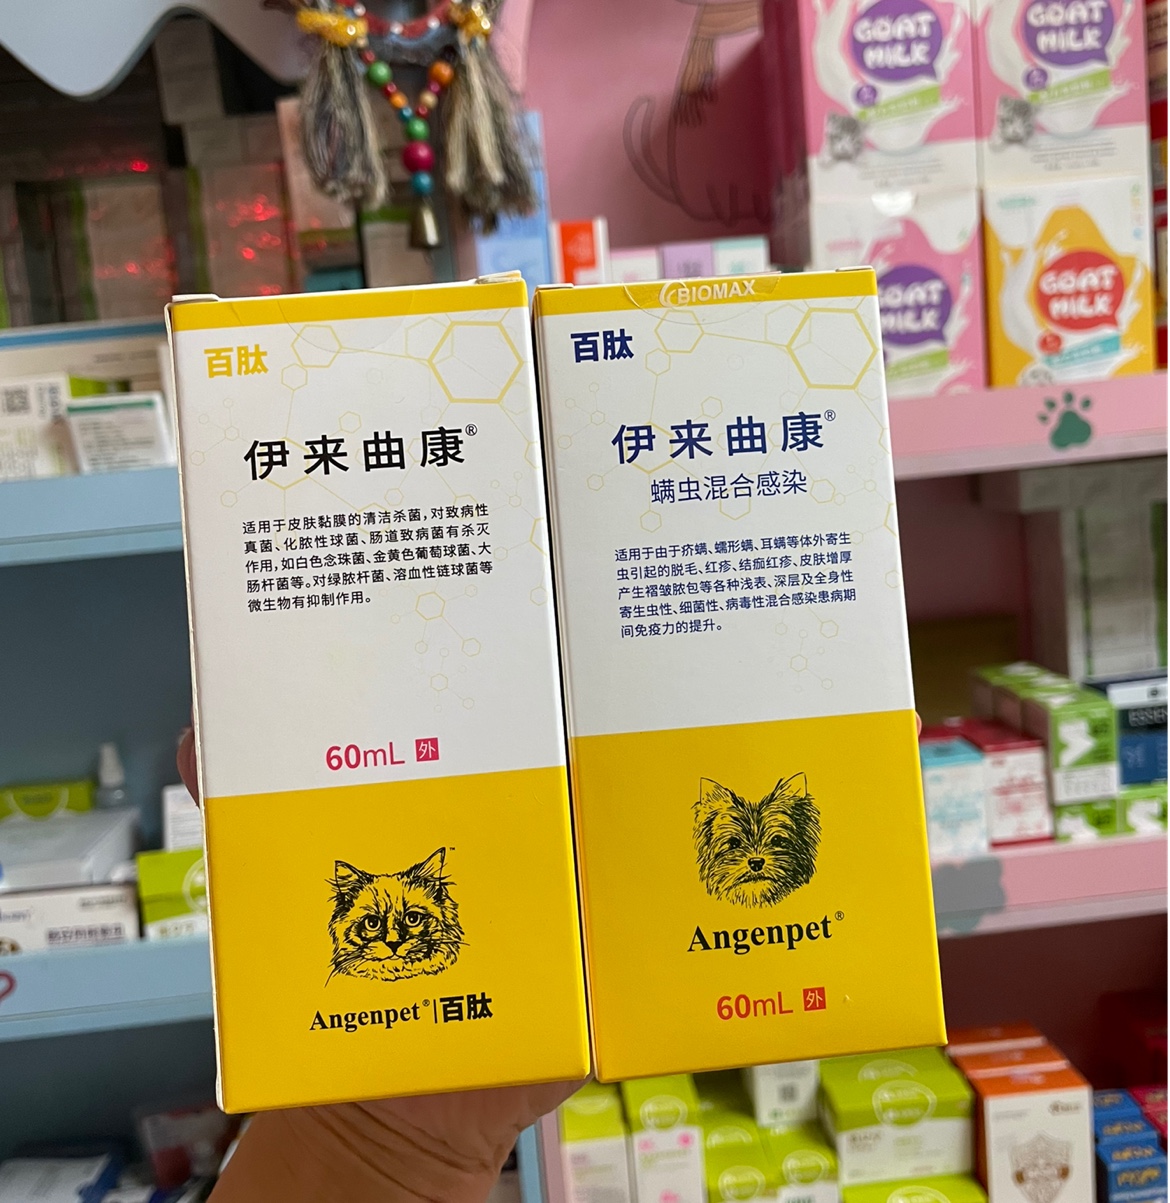 GOAT
MILK
GOAT
MILK
GOAT
MILK
GOAT
MILK
百肽
伊来曲康®
适用于皮肤黏膜的清洁杀菌,对致病性
真菌、化脓性球菌、肠道致病菌有杀灭
作用,如白色念珠菌、金黄色葡萄球菌、大
肠杆菌等。对绿脓杆菌、溶血性链球菌等
微生物有抑制作用。
60mL 外
™
Angenpet®|百肽
BIOMAX
百肽
伊来曲康®
螨虫混合感染
适用于由于疥螨、蠕形螨、耳螨等体外寄生
虫引起的脱毛、红疹、结痂红疹、皮肤增厚
产生褶皱脓包等各种浅表、深层及全身性
寄生虫性、细菌性、病毒性混合感染患病期
间免疫力的提升。
Angenpet®
60mL 外